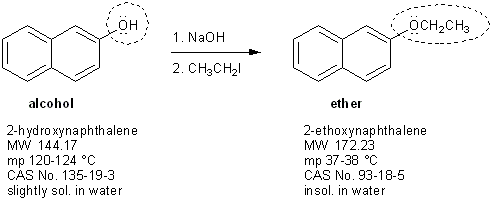 ÖH
1. NaOH
2. CH3CH2I
ÖCH2CH3
alcohol
ether
2-hydroxynaphthalene
MW 144.17
mp 120-124 °C
CAS No. 135-19-3
slightly sol. in water
2-ethoxynaphthalene
MW 172.23
mp 37-38 °C
CAS No. 93-18-5
insol. in water